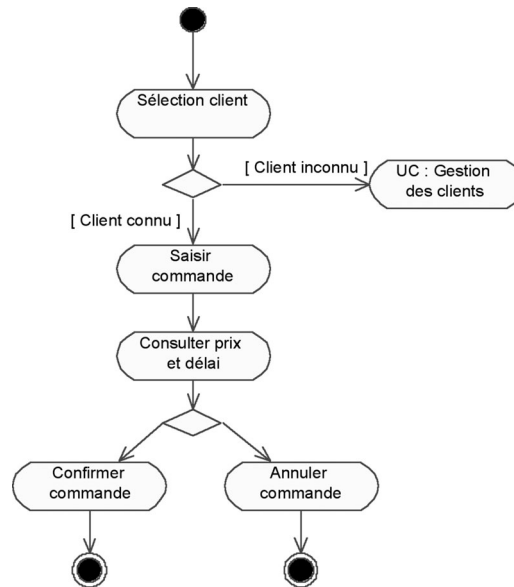 Sélection client
[ Client inconnu ]
UC : Gestion
des clients
[ Client connu ]
Saisir
commande
Consulter prix
et délai
Confirmer
commande
Annuler
commande